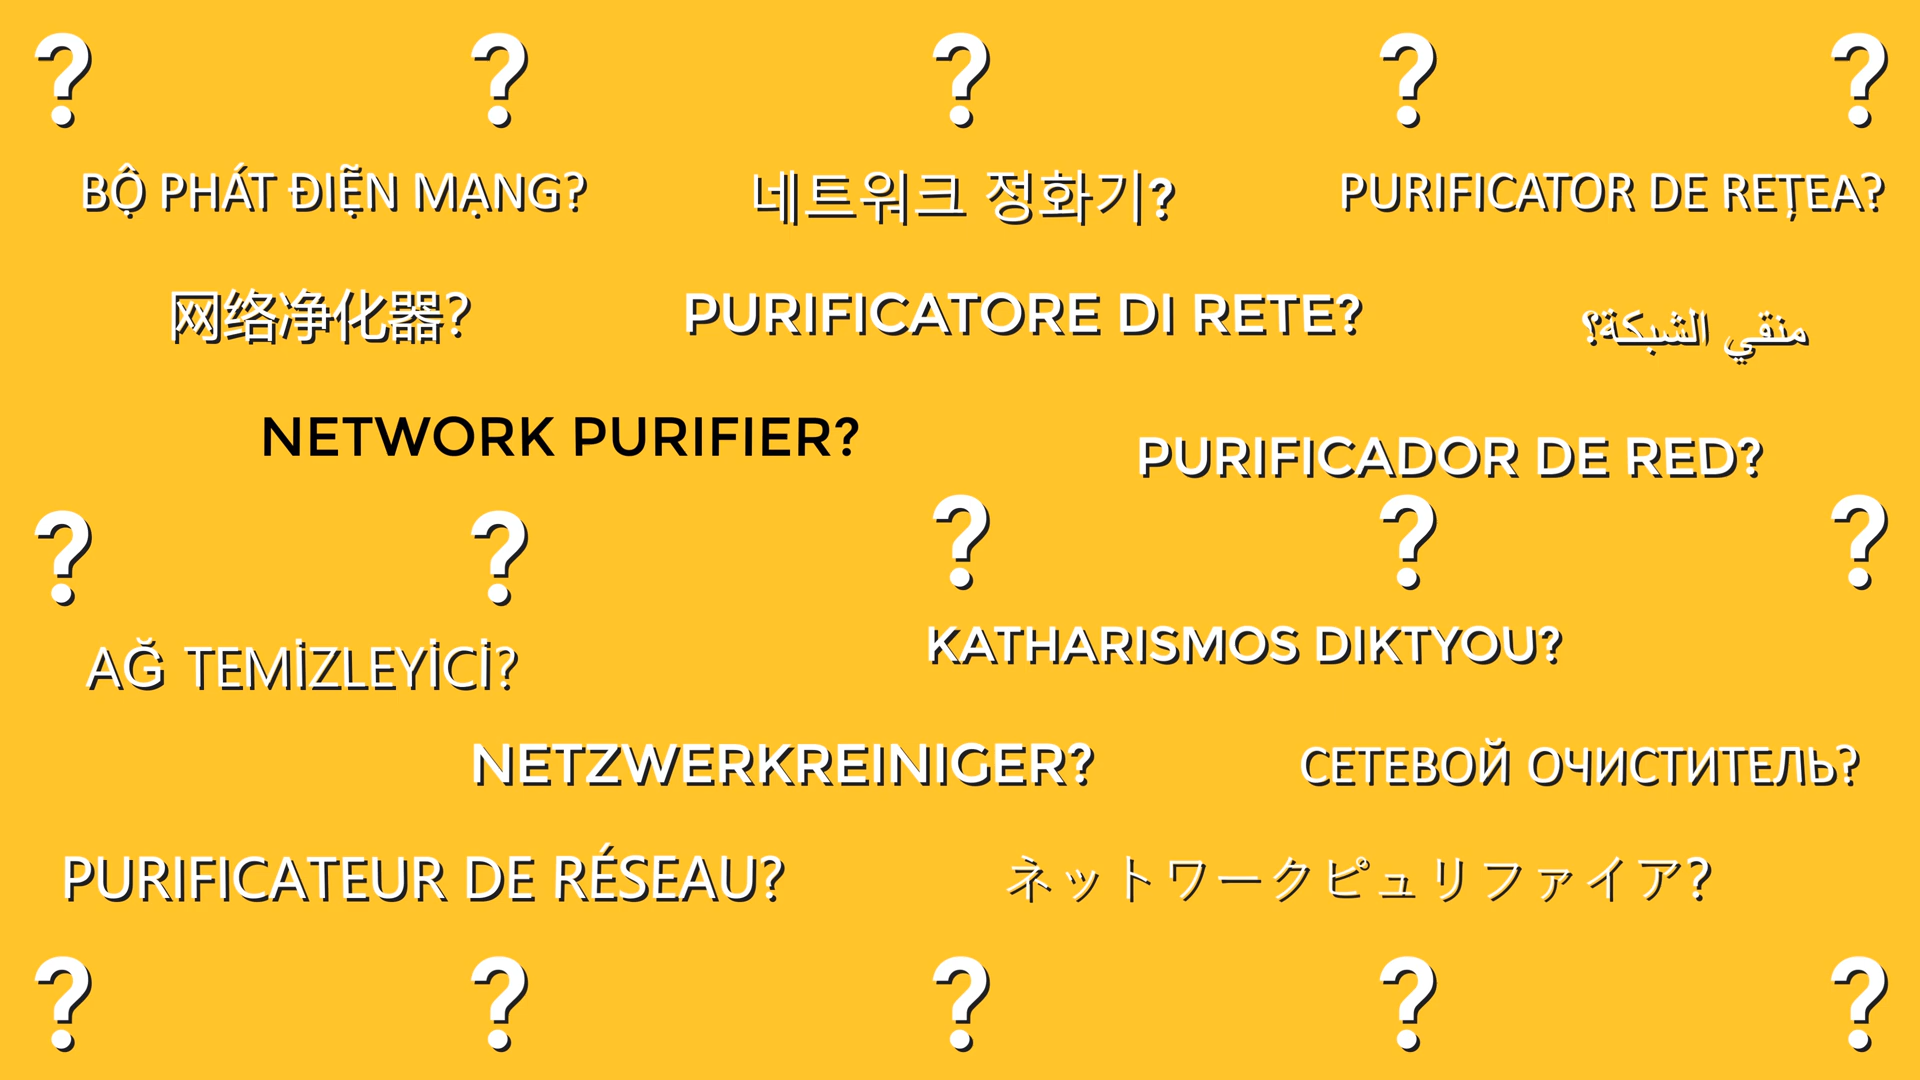 ? ? ? ? ?
BỘ PHÁT ĐIỆ̃N MẠNG? 네트워크 정화기? PURIFICATOR DE REȚEA?
网络净化器? PURIFICATORE DI RETE? منقي الشبكة؟
NETWORK PURIFIER? PURIFICADOR DE RED?
? ? ? ? ?
AĞ TEMİZLEYİCİ? KATHARISMOS DIKTYOU?
NETZWERKREINIGER? СЕТЕВОЙ ОЧИСТИТЕЛЬ?
PURIFICATEUR DE RÉSEAU? ネットワークピュリファイア?
? ? ? ? ?